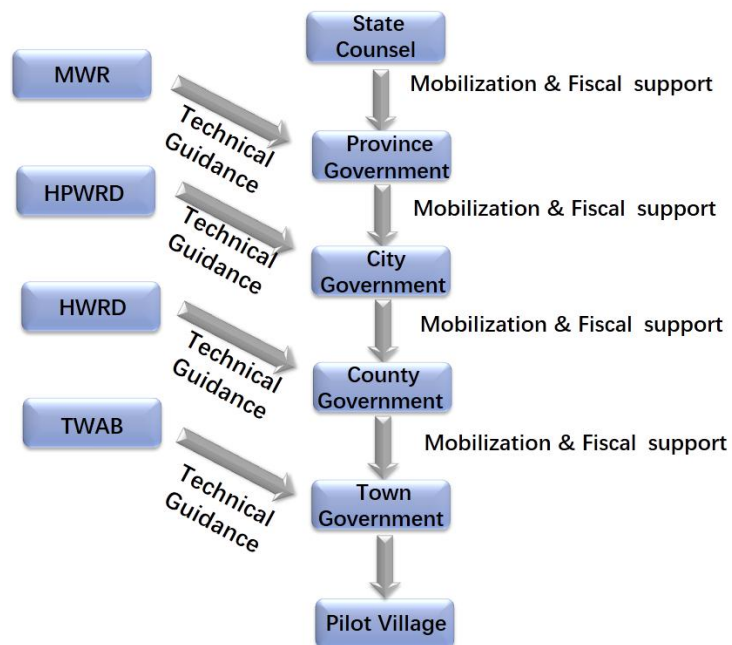 State
Counsel
MWR
Mobilization & Fiscal support
Technical
Guidance
Province
Government
HPWRD
Mobilization & Fiscal support
Technical
Guidance
City
Government
HWRD
Mobilization & Fiscal support
Technical
Guidance
County
Government
TWAB
Mobilization & Fiscal support
Technical
Guidance
Town
Government
Pilot Village